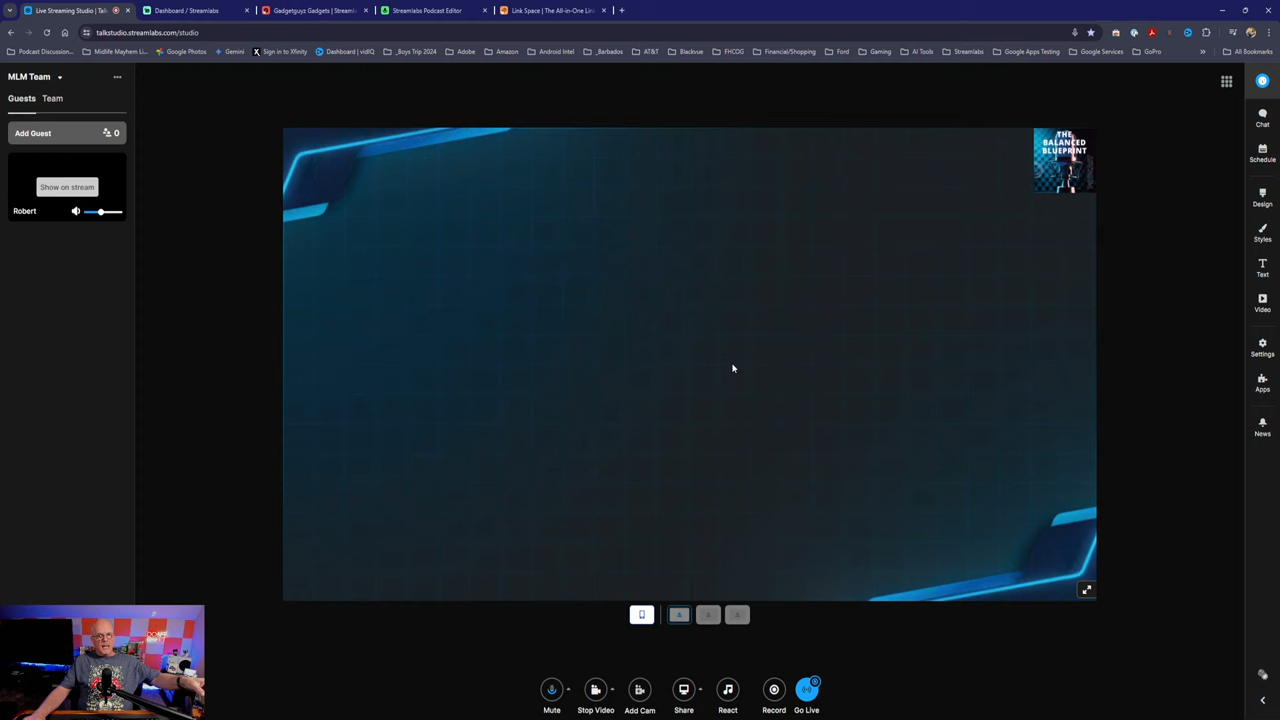 Live Streaming Studio | Talk
Dashboard / Streamlabs
Gadgetguyz Gadgets | Streaml
Streamlabs Podcast Editor
Link Space | The All-in-One Lin
talkstudio.streamlabs.com/studio
Podcast Discussion...
Midlife Mayhem Li...
Google Photos
Gemini
Sign in to Xfinity
Dashboard | vidIQ
_Boys Trip 2024
Adobe
Amazon
Android Intel
_Barbados
AT&T
Blackvue
FHCOG
Financial/Shopping
Ford
Gaming
AI Tools
Streamlabs
Google Apps Testing
Google Services
GoPro
All Bookmarks
MLM Team
Guests Team
Add Guest 0
Show on stream
Robert
THE
BALANCED
BLUEPRINT
Chat
Schedule
Design
Styles
Text
Video
Settings
Apps
News
Mute
Stop Video
Add Cam
Share
React
Record
Go Live